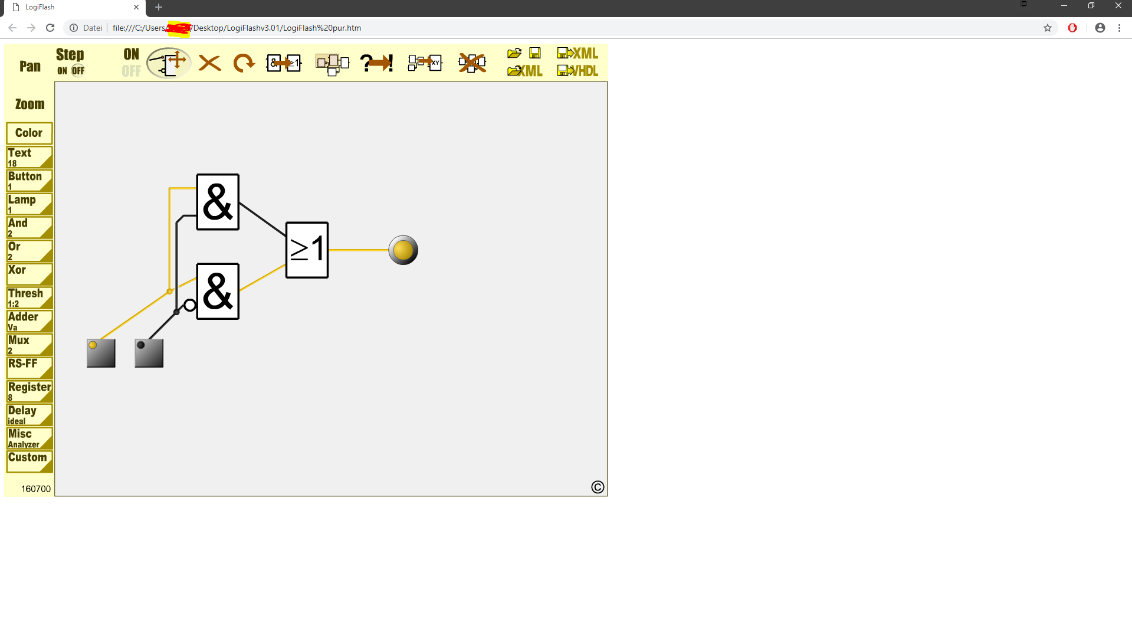 LogiFlash
Datei file:///C:/Users/ /Desktop/LogiFlashv3.01/LogiFlash%20pur.htm
Pan
Step
ON OFF
ON
OFF
& 1
?
!
XY
XML
XML
VHDL
Zoom
Color
Text
18
Button
1
Lamp
1
And
2
Or
2
Xor
Thresh
1:2
Adder
Va
Mux
2
RS-FF
Register
8
Delay
ideal
Misc
Analyzer
Custom
160700
&
&
≥1
©